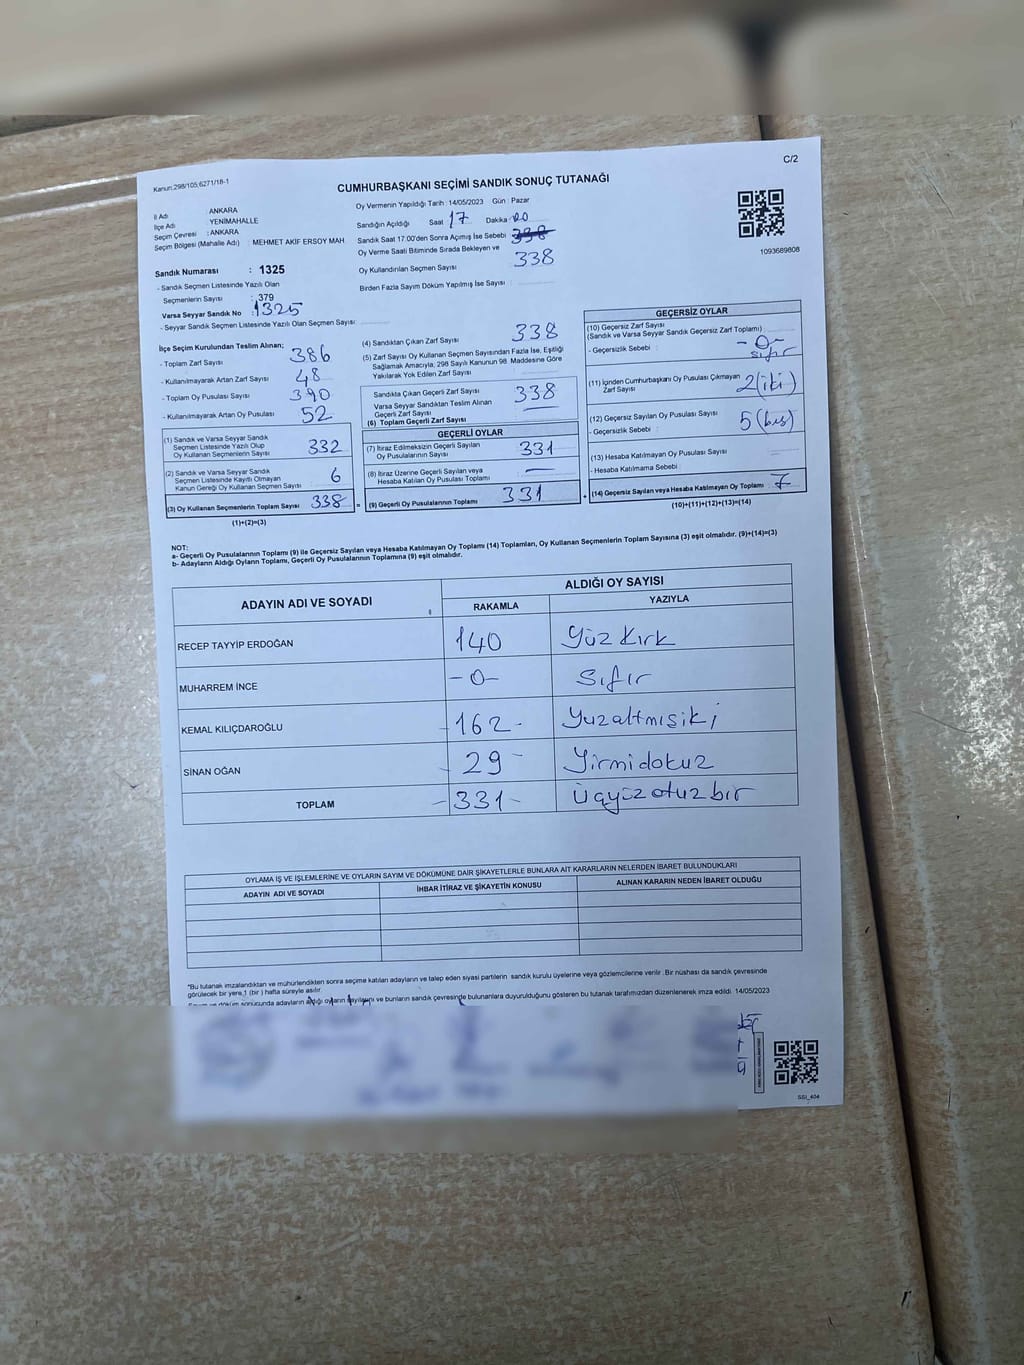 Kanun:298/105;6271/18-1
C/2
CUMHURBAŞKANI SEÇİMİ SANDIK SONUÇ TUTANAĞI
İl Adı ANKARA
İlçe Adı YENİMAHALLE
Seçim Çevresi : ANKARA
Seçim Bölgesi (Mahalle Adı) : MEHMET AKİF ERSOY MAH
Sandık Numarası : 1325
- Sandık Seçmen Listesinde Yazılı Olan
Seçmenlerin Sayısı : 379
Varsa Seyyar Sandık No : 1325
- Seyyar Sandık Seçmen Listesinde Yazılı Olan Seçmen Sayısı:
Oy Vermenin Yapıldığı Tarih : 14/05/2023 Gün : Pazar
Sandığın Açıldığı Saat 17 Dakika 00
Sandık Saat 17.00'den Sonra Açımış İse Sebebi 338
Oy Verme Saati Bitiminde Sırada Bekleyen ve
Oy Kullandırılan Seçmen Sayısı 338
Birden Fazla Sayım Döküm Yapılmış İse Sayısı :
1093689808
İlçe Seçim Kurulundan Teslim Alınan;
- Toplam Zarf Sayısı 386
- Kullanılmayarak Artan Zarf Sayısı 48
- Toplam Oy Pusulası Sayısı 390
- Kullanılmayarak Artan Oy Pusulası 52
(1) Sandık ve Varsa Seyyar Sandık
Seçmen Listesinde Yazılı Olup
Oy Kullanan Seçmen Sayısı 332
(2) Sandık ve Varsa Seyyar Sandık
Seçmen Listesinde Kayıtlı Olmayan
Kanun Gereği Oy Kullanan Seçmen Sayısı 6
(3) Oy Kullanan Seçmenlerin Toplam Sayısı 338 =
(1)+(2)=(3)
(4) Sandıktan Çıkan Zarf Sayısı 338
(5) Zarf Sayısı Oy Kullanan Seçmen Sayısından Fazla İse, Eşitliği
Sağlamak Amacıyla; 298 Sayılı Kanunun 98. Maddesine Göre
Yakılarak Yok Edilen Zarf Sayısı
Sandıkta Çıkan Geçerli Zarf Sayısı 338
Varsa Seyyar Sandıktan Teslim Alınan
Geçerli Zarf Sayısı
(6) Toplam Geçerli Zarf Sayısı
GEÇERLİ OYLAR
(7) İtiraz Edilmeksizin Geçerli Sayılan
Oy Pusulalarının Sayısı 331
(8) İtiraz Üzerine Geçerli Sayılan veya
Hesaba Katılan Oy Pusulası Toplamı
(9) Geçerli Oy Pusulalarının Toplamı 331 +
GEÇERSİZ OYLAR
(10) Geçersiz Zarf Sayısı
(Sandık ve Varsa Seyyar Sandık Geçersiz Zarf Toplamı) - 0 -
- Geçersizlik Sebebi : sıfır
(11) İçinden Cumhurbaşkanı Oy Pusulası Çıkmayan
Zarf Sayısı 2 (iki)
(12) Geçersiz Sayılan Oy Pusulası Sayısı
- Geçersizlik Sebebi : 5 (beş)
(13) Hesaba Katılmayan Oy Pusulası Sayısı
- Hesaba Katılmama Sebebi :
(14) Geçersiz Sayılan veya Hesaba Katılmayan Oy Toplamı 7
(10)+(11)+(12)+(13)=(14)
NOT:
a- Geçerli Oy Pusulalarının Toplamı (9) ile Geçersiz Sayılan veya Hesaba Katılmayan Oy Toplamı (14) Toplamları, Oy Kullanan Seçmenlerin Toplam Sayısına (3) eşit olmalıdır. (9)+(14)=(3)
b- Adayların Aldığı Oyların Toplamı, Geçerli Oy Pusulalarının Toplamına (9) eşit olmalıdır.
ADAYIN ADI VE SOYADI
ALDIĞI OY SAYISI
RAKAMLA YAZIYLA
RECEP TAYYİP ERDOĞAN 140 Yüz Kırk
MUHARREM İNCE - 0 - Sıfır
KEMAL KILIÇDAROĞLU - 162 - Yuzaltmışiki
SİNAN OĞAN - 29 - Yirmidokuz
TOPLAM - 331 - Üçyüzotuzbir
OYLAMA İŞ VE İŞLEMLERİNE VE OYLARIN SAYIM VE DÖKÜMÜNE DAİR ŞİKAYETLERLE BUNLARA AİT KARARLARIN NELERDEN İBARET BULUNDUKLARI
ADAYIN ADI VE SOYADI İHBAR İTİRAZ VE ŞİKAYETİN KONUSU ALINAN KARARIN NEDEN İBARET OLDUĞU
*Bu tutanak imzalandıktan ve mühürlendikten sonra seçime katılan adayların ve talep eden siyasi partilerin sandık kurulu üyelerine veya gözlemcilerine verilir. Bir nüshası da sandık çevresinde
görülecek bir yere 1 (bir) hafta süreyle asılır.
döküm sonucunda adayların aldığı oyların sayılarını ve bunların sandık çevresinde bulunanlara duyurulduğunu gösteren bu tutanak tarafımızdan düzenlenerek imza edildi. 14/05/2023
SSI_404